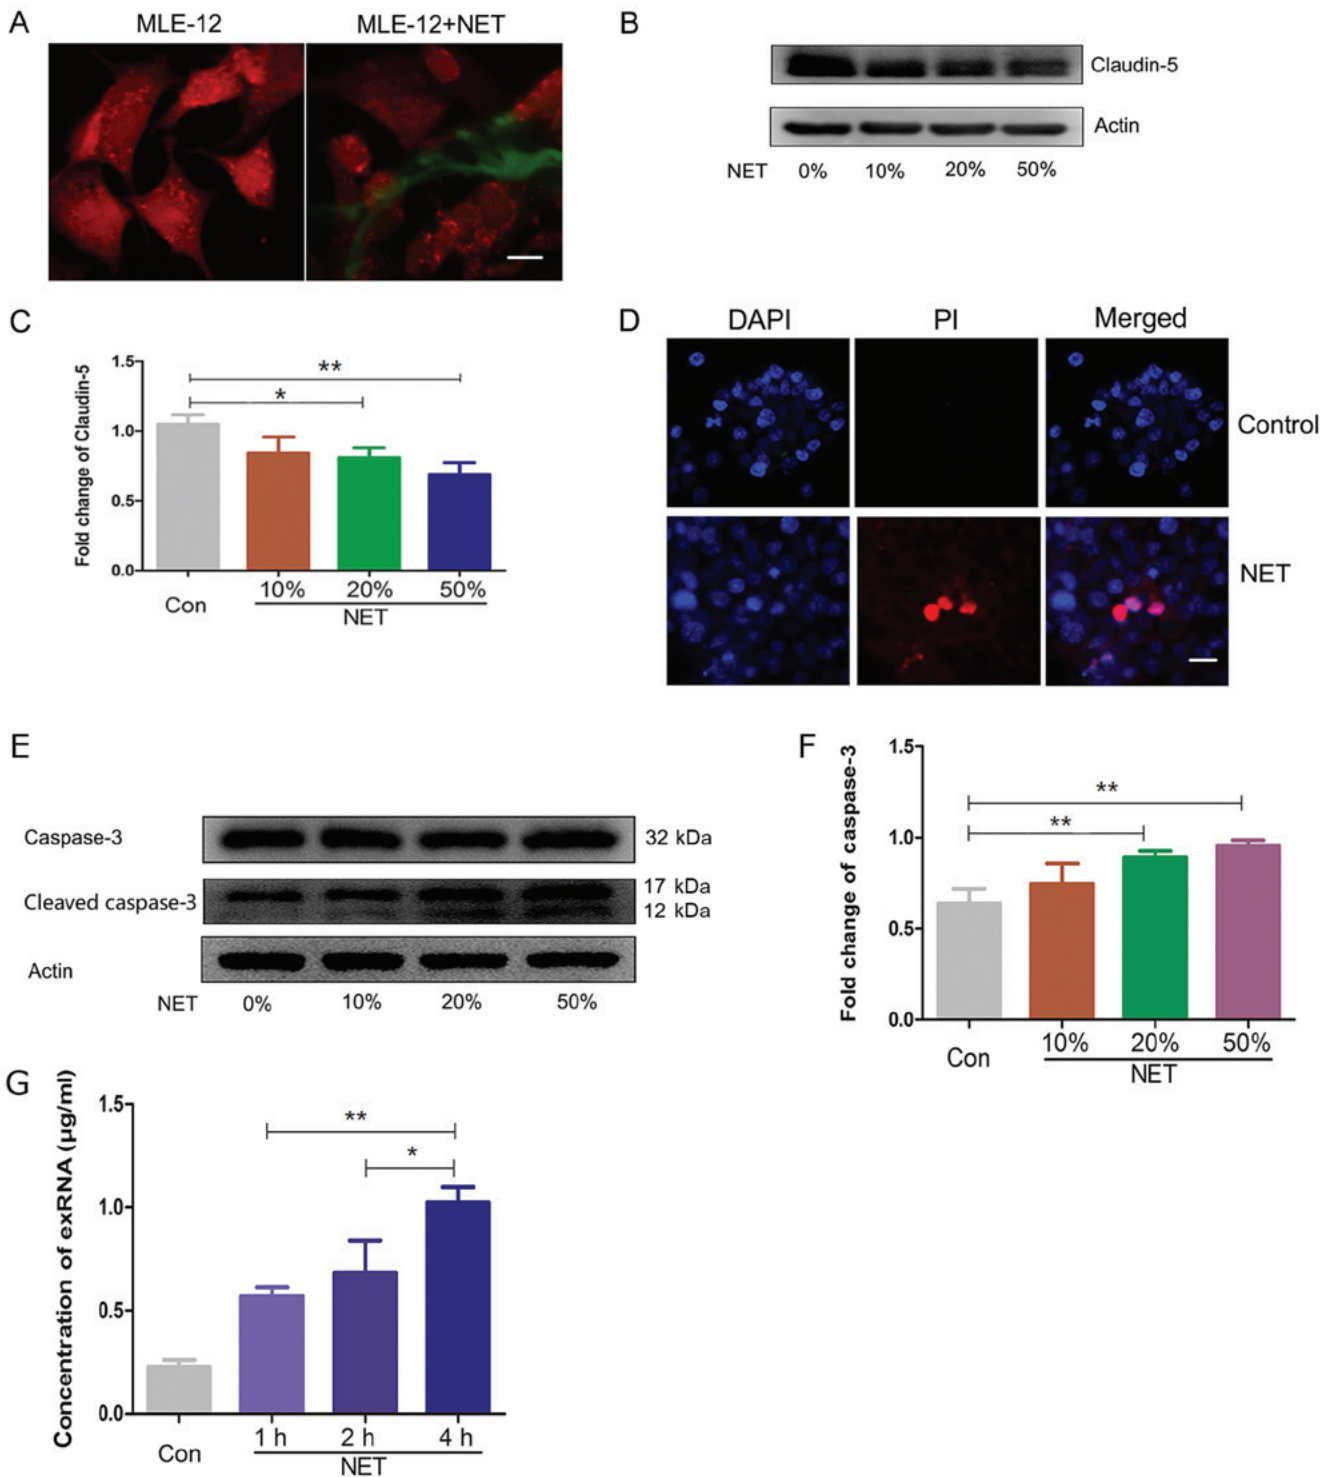 A
MLE-12
MLE-12+NET
B
Claudin-5
Actin
NET 0% 10% 20% 50%
C
Fold change of Claudin-5
1.5
1.0
0.5
0.0
**
*
Con
10% 20% 50%
NET
D
DAPI PI Merged
Control
NET
E
Caspase-3
32 kDa
Cleaved caspase-3
17 kDa
12 kDa
Actin
NET 0% 10% 20% 50%
F
Fold change of caspase-3
1.5
1.0
0.5
0.0
**
**
Con
10% 20% 50%
NET
G
Concentration of exRNA (µg/ml)
1.5
1.0
0.5
0.0
**
*
Con
1 h 2 h 4 h
NET